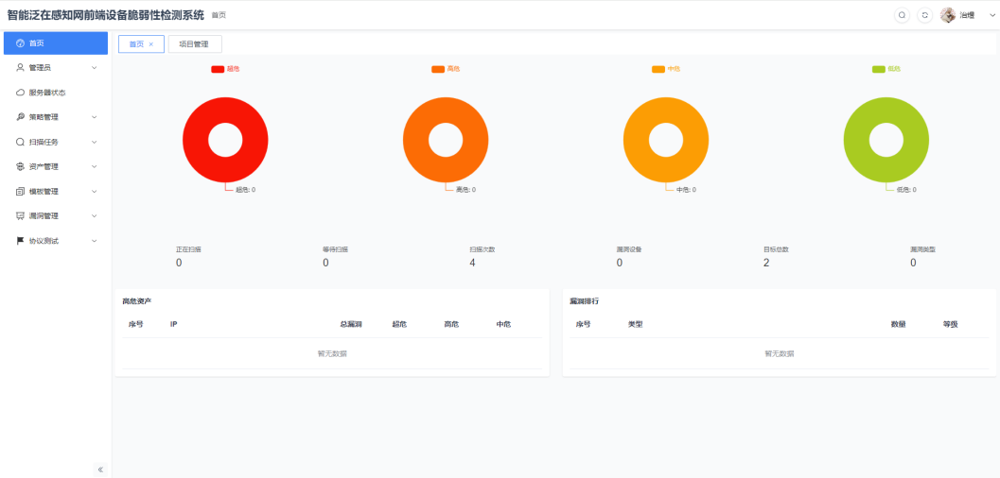 智能泛在感知网前端设备脆弱性检测系统 首页
首页 × 项目管理
首页
管理员
服务器状态
策略管理
扫描任务
资产管理
模板管理
漏洞管理
协议测试
超危 高危 中危 低危
超危: 0 高危: 0 中危: 0 低危: 0
正在扫描 等待扫描 扫描次数 漏洞设备 目标总数 漏洞类型
0 0 4 0 2 0
高危资产
序号 IP 总漏洞 超危 高危 中危
暂无数据
漏洞排行
序号 类型 数量 等级
暂无数据